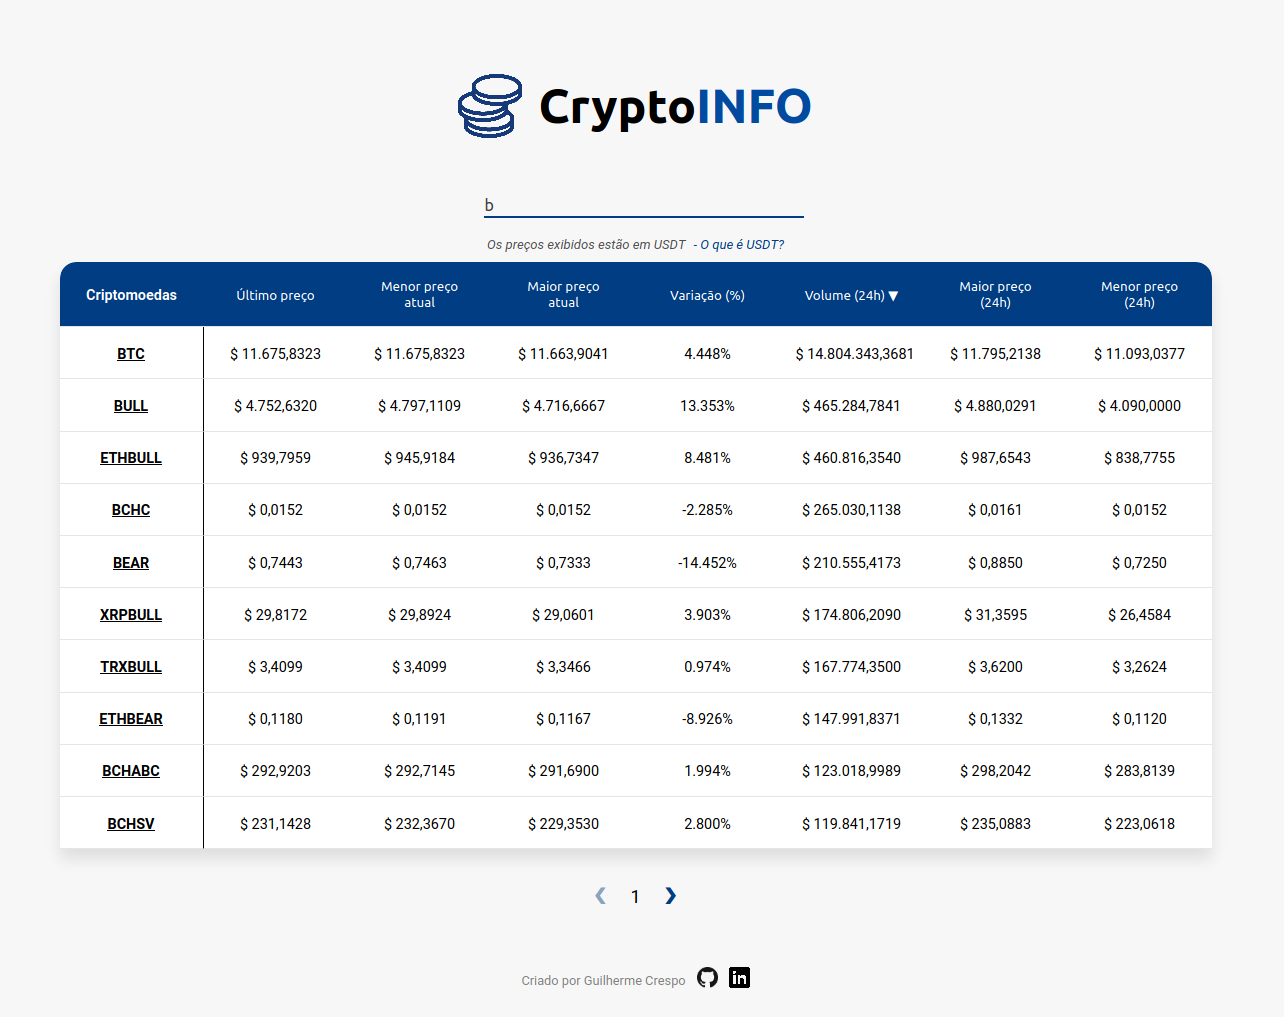 CryptoINFO
b
Os preços exibidos estão em USDT - O que é USDT?
Criptomoedas Último preço Menor preço atual Maior preço atual Variação (%) Volume (24h) ▼ Maior preço (24h) Menor preço (24h)
BTC $ 11.675,8323 $ 11.675,8323 $ 11.663,9041 4.448% $ 14.804.343,3681 $ 11.795,2138 $ 11.093,0377
BULL $ 4.752,6320 $ 4.797,1109 $ 4.716,6667 13.353% $ 465.284,7841 $ 4.880,0291 $ 4.090,0000
ETHBULL $ 939,7959 $ 945,9184 $ 936,7347 8.481% $ 460.816,3540 $ 987,6543 $ 838,7755
BCHC $ 0,0152 $ 0,0152 $ 0,0152 -2.285% $ 265.030,1138 $ 0,0161 $ 0,0152
BEAR $ 0,7443 $ 0,7463 $ 0,7333 -14.452% $ 210.555,4173 $ 0,8850 $ 0,7250
XRPBULL $ 29,8172 $ 29,8924 $ 29,0601 3.903% $ 174.806,2090 $ 31,3595 $ 26,4584
TRXBULL $ 3,4099 $ 3,4099 $ 3,3466 0.974% $ 167.774,3500 $ 3,6200 $ 3,2624
ETHBEAR $ 0,1180 $ 0,1191 $ 0,1167 -8.926% $ 147.991,8371 $ 0,1332 $ 0,1120
BCHABC $ 292,9203 $ 292,7145 $ 291,6900 1.994% $ 123.018,9989 $ 298,2042 $ 283,8139
BCHSV $ 231,1428 $ 232,3670 $ 229,3530 2.800% $ 119.841,1719 $ 235,0883 $ 223,0618
❮ 1 ❯
Criado por Guilherme Crespo in